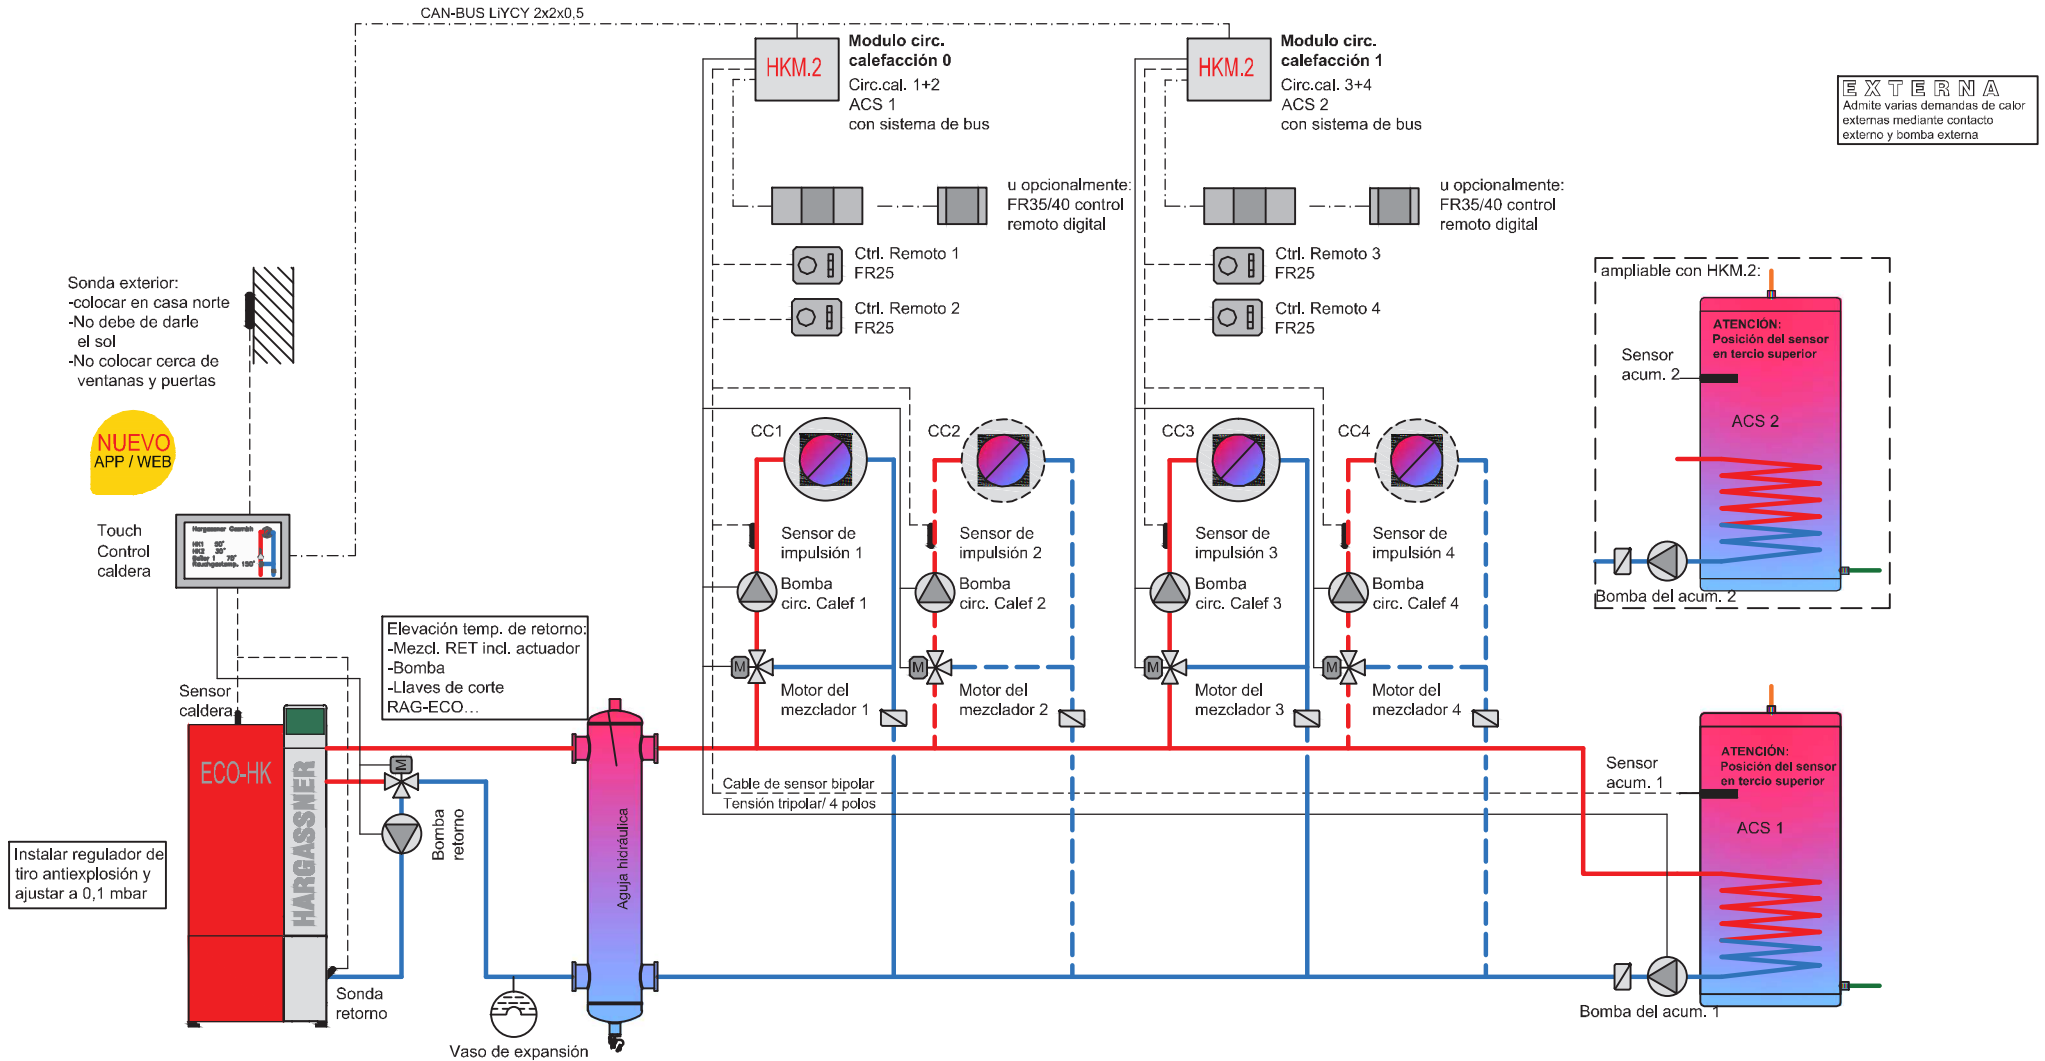 CAN-BUS LiYCY 2x2x0,5
HKM.2
Modulo circ.
calefacción 0
Circ.cal. 1+2
ACS 1
con sistema de bus
HKM.2
Modulo circ.
calefacción 1
Circ.cal. 3+4
ACS 2
con sistema de bus
EXTERNA
Admite varias demandas de calor
externas mediante contacto
externo y bomba externa
u opcionalmente:
FR35/40 control
remoto digital
u opcionalmente:
FR35/40 control
remoto digital
Ctrl. Remoto 1
FR25
Ctrl. Remoto 2
FR25
Ctrl. Remoto 3
FR25
Ctrl. Remoto 4
FR25
Sonda exterior:
-colocar en casa norte
-No debe de darle
el sol
-No colocar cerca de
ventanas y puertas
NUEVO
APP / WEB
Touch
Control
caldera
Hargassner Gesmbh
HK1 50°
HK2 30°
Boiler 1 70°
Rauchgastemp. 150°
ampliable con HKM.2:
ATENCIÓN:
Posición del sensor
en tercio superior
Sensor
acum. 2
ACS 2
Bomba del acum. 2
CC1
CC2
CC3
CC4
Sensor de
impulsión 1
Sensor de
impulsión 2
Sensor de
impulsión 3
Sensor de
impulsión 4
Bomba
circ. Calef 1
Bomba
circ. Calef 2
Bomba
circ. Calef 3
Bomba
circ. Calef 4
M
M
M
M
Motor del
mezclador 1
Motor del
mezclador 2
Motor del
mezclador 3
Motor del
mezclador 4
Elevación temp. de retorno:
-Mezcl. RET incl. actuador
-Bomba
-Llaves de corte
RAG-ECO...
Sensor
caldera
ECO-HK
HARGASSNER
M
Bomba
retorno
Instalar regulador de
tiro antiexplosión y
ajustar a 0,1 mbar
Sonda
retorno
Vaso de expansión
Aguja hidráulica
Cable de sensor bipolar
Tensión tripolar/ 4 polos
Sensor
acum. 1
ATENCIÓN:
Posición del sensor
en tercio superior
ACS 1
Bomba del acum. 1